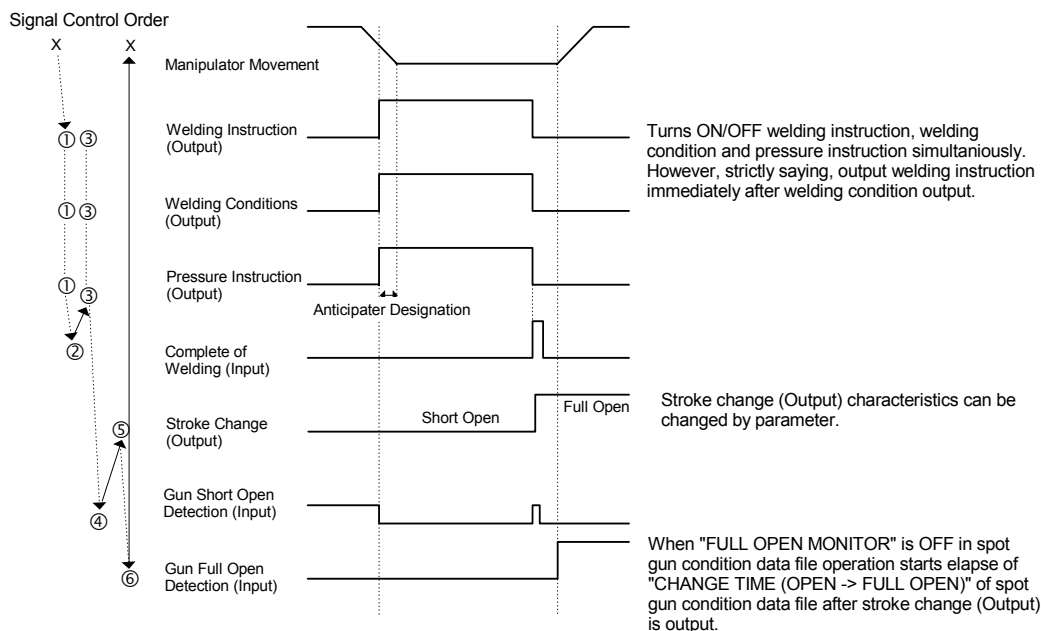 Signal Control Order
X X
Manipulator Movement
Welding Instruction
(Output)
① ③
Turns ON/OFF welding instruction, welding
condition and pressure instruction simultaniously.
However, strictly saying, output welding instruction
immediately after welding condition output.
Welding Conditions
(Output)
① ③
Pressure Instruction
(Output)
① ③
Anticipater Designation
②
Complete of
Welding (Input)
Stroke Change
(Output)
⑤
Short Open
Full Open
Stroke change (Output) characteristics can be
changed by parameter.
Gun Short Open
Detection (Input)
④
Gun Full Open
Detection (Input)
⑥
When "FULL OPEN MONITOR" is OFF in spot
gun condition data file operation starts elapse of
"CHANGE TIME (OPEN -> FULL OPEN)" of spot
gun condition data file after stroke change (Output)
is output.